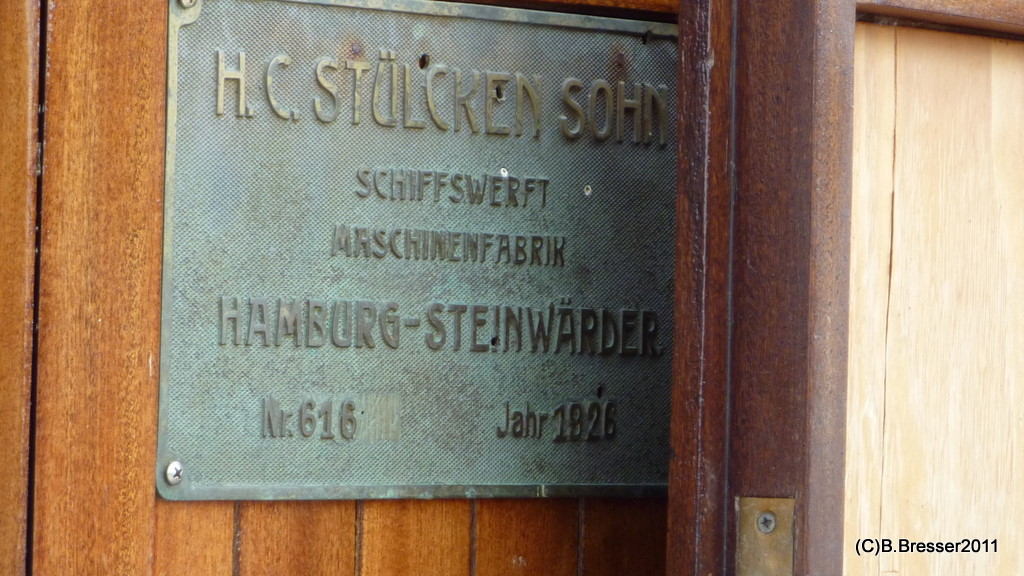 H.C. STÜLCKEN SOHN
SCHIFFSWERFT
MASCHINENFABRIK
HAMBURG-STEINWÄRDER
Nr. 616 Jahr 1926
(C)B.Bresser2011